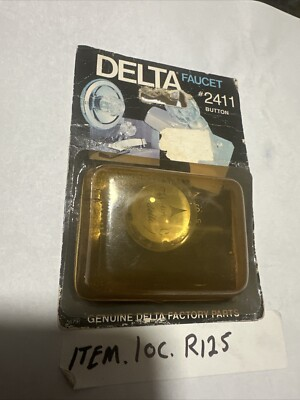 DELTA FAUCET
#2411
BUTTON
GENUINE DELTA FACTORY PARTS
ITEM. loc. R125